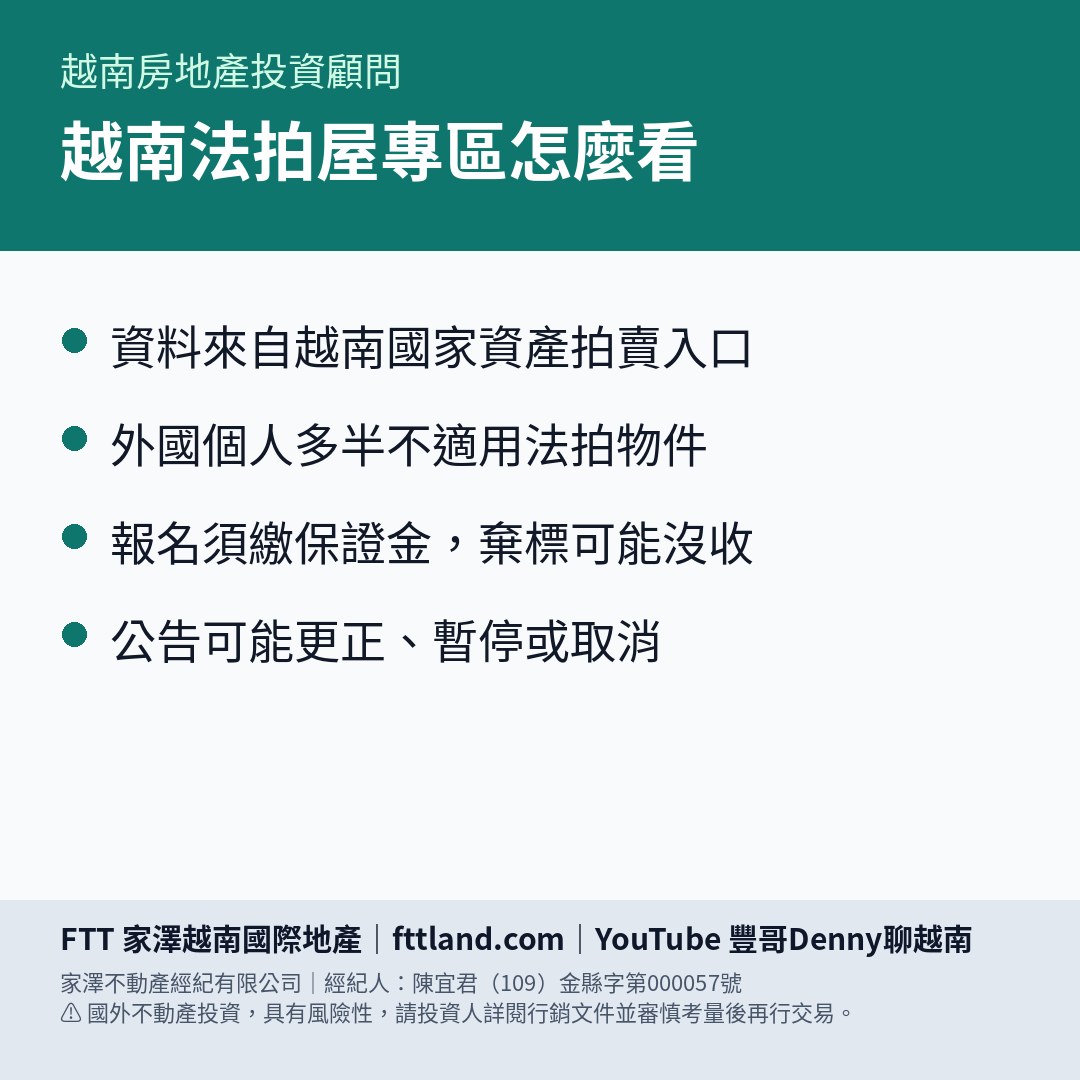 越南房地產投資顧問
越南法拍屋專區怎麼看
● 資料來自越南國家資產拍賣入口
● 外國個人多半不適用法拍物件
● 報名須繳保證金，棄標可能沒收
● 公告可能更正、暫停或取消
FTT 家澤越南國際地產｜fttland.com｜YouTube 豐哥Denny聊越南
家澤不動產經紀有限公司｜經紀人：陳宜君（109）金縣字第000057號
⚠ 國外不動產投資，具有風險性，請投資人詳閱行銷文件並審慎考量後再行交易。